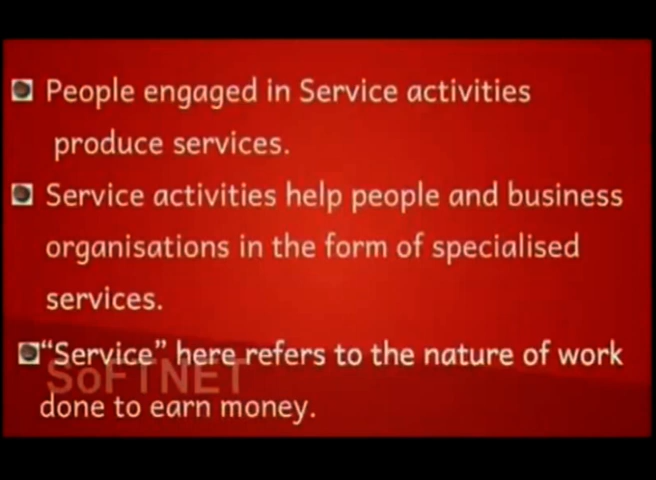 People engaged in Service activities
produce services.
Service activities help people and business
organisations in the form of specialised
services.
“Service” here refers to the nature of work
SoFTNET
done to earn money.